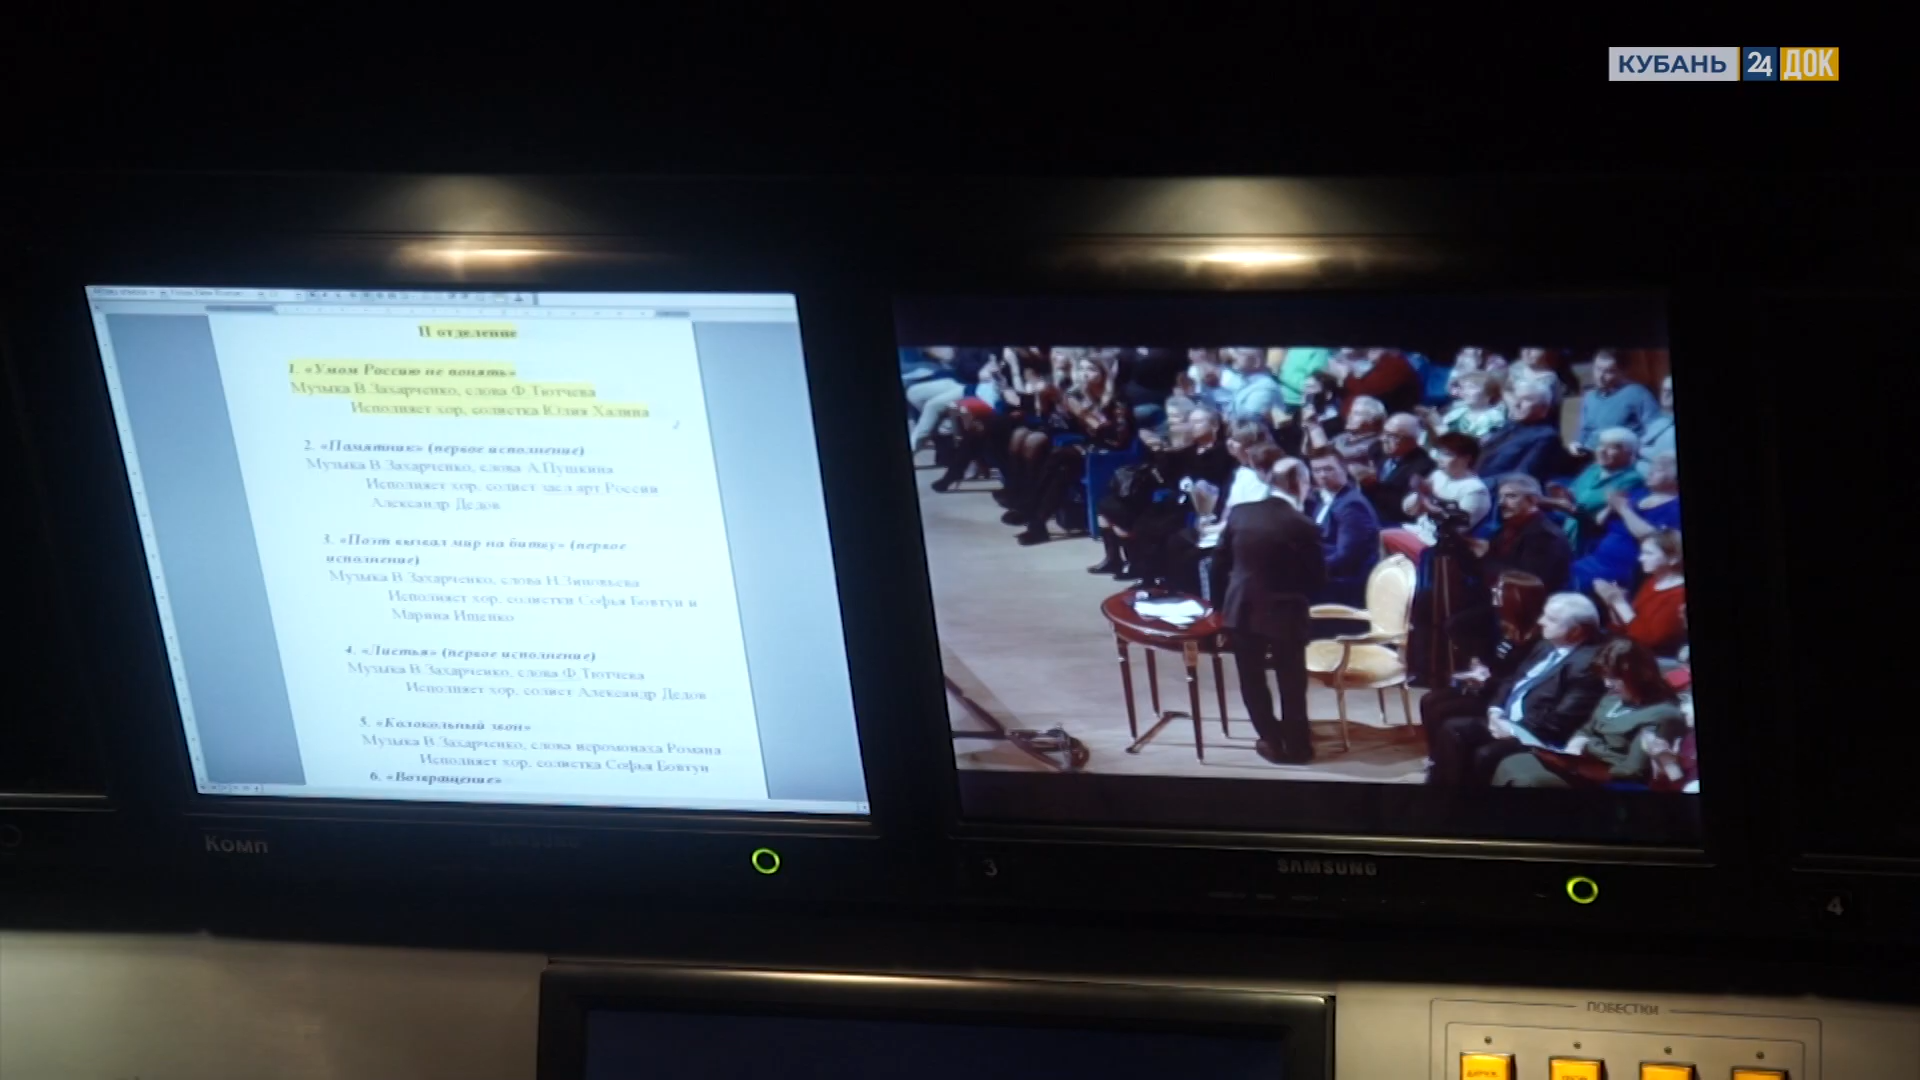 КУБАНЬ 24 ДОК
II отделение
1. «Умом Россию не понять»
Музыка В.Захарченко, слова Ф.Тютчева
Исполняет хор, солистка Юлия Халина
2. «Памятник» (первое исполнение)
Музыка В.Захарченко, слова А.Пушкина
Исполняет хор, солист засл.арт.России
Александр Дедов
3. «Поэт вызвал мир на битву» (первое
исполнение)
Музыка В.Захарченко, слова Н.Зиновьева
Исполняет хор, солистки Софья Бовтун и
Марина Ищенко
4. «Листья» (первое исполнение)
Музыка В.Захарченко, слова Ф.Тютчева
Исполняет хор, солист Александр Дедов
5. «Колокольный звон»
Музыка В.Захарченко, слова иеромонаха Романа
Исполняет хор, солистка Софья Бовтун
6. «Возвращение»
Комп
SAMSUNG
3
SAMSUNG
4
ПОВЕСТКИ